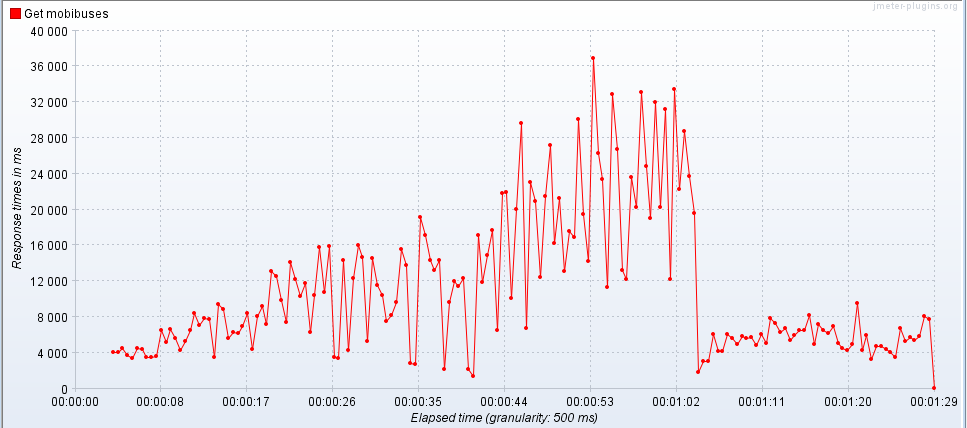 jmeter-plugins.org
Get mobibuses
40 000
36 000
32 000
28 000
24 000
20 000
16 000
12 000
8 000
4 000
0
Response times in ms
00:00:00 00:00:08 00:00:17 00:00:26 00:00:35 00:00:44 00:00:53 00:01:02 00:01:11 00:01:20 00:01:29
Elapsed time (granularity: 500 ms)